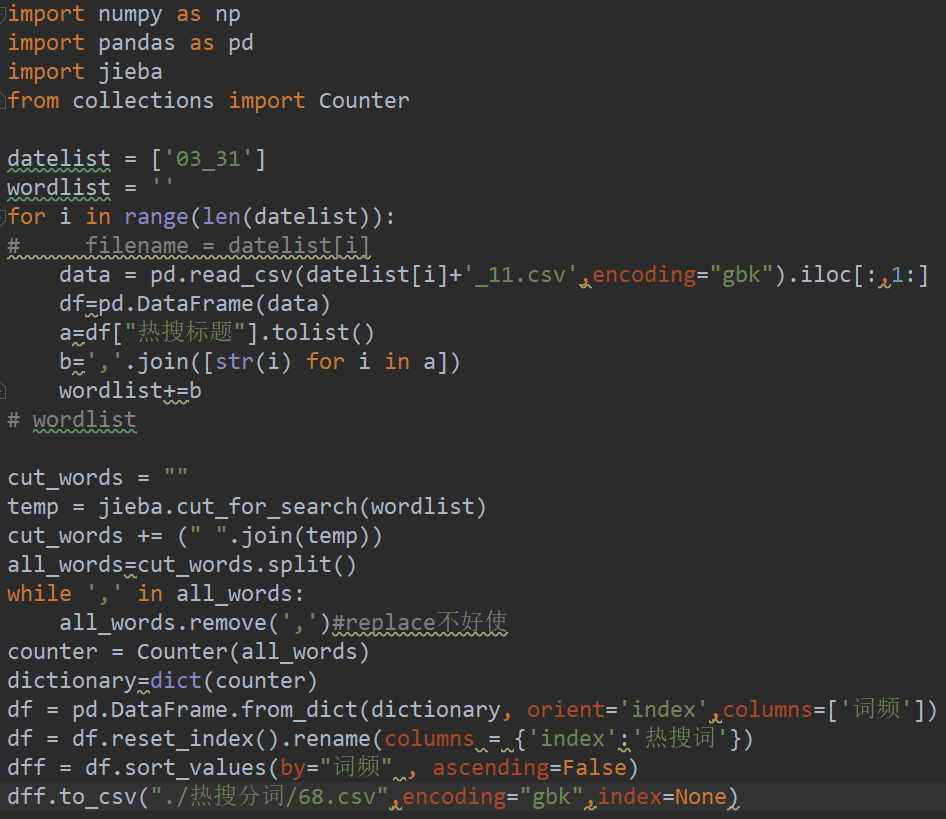 import numpy as np
import pandas as pd
import jieba
from collections import Counter

datelist = ['03_31']
wordlist = ''
for i in range(len(datelist)):
#     filename = datelist[i]
    data = pd.read_csv(datelist[i]+'_11.csv',encoding="gbk").iloc[:,1:]
    df=pd.DataFrame(data)
    a=df["热搜标题"].tolist()
    b=','.join([str(i) for i in a])
    wordlist+=b
# wordlist

cut_words = ""
temp = jieba.cut_for_search(wordlist)
cut_words += (" ".join(temp))
all_words=cut_words.split()
while ',' in all_words:
    all_words.remove(',')#replace不好使
counter = Counter(all_words)
dictionary=dict(counter)
df = pd.DataFrame.from_dict(dictionary, orient='index',columns=['词频'])
df = df.reset_index().rename(columns = {'index':'热搜词'})
dff = df.sort_values(by="词频" , ascending=False)
dff.to_csv("./热搜分词/68.csv",encoding="gbk",index=None)